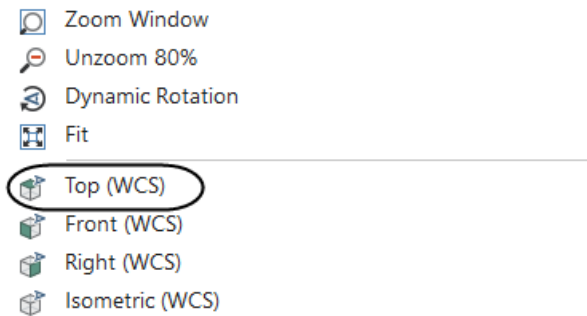 Zoom Window
Unzoom 80%
Dynamic Rotation
Fit
Top (WCS)
Front (WCS)
Right (WCS)
Isometric (WCS)